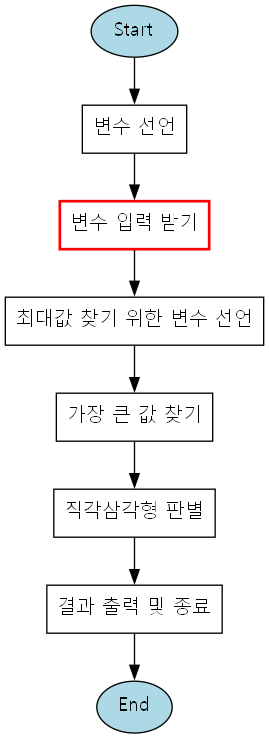 Start
변수 선언
변수 입력 받기
최대값 찾기 위한 변수 선언
가장 큰 값 찾기
직각삼각형 판별
결과 출력 및 종료
End